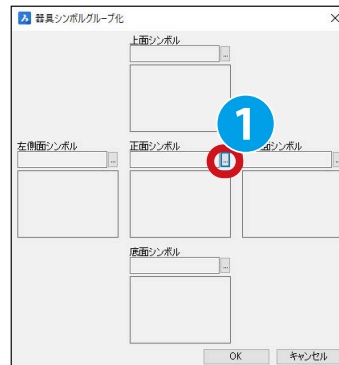 器具シンボルグループ化
上面シンボル
...
左側面シンボル
...
正面シンボル
...
1
面シンボル
...
底面シンボル
...
OK
キャンセル